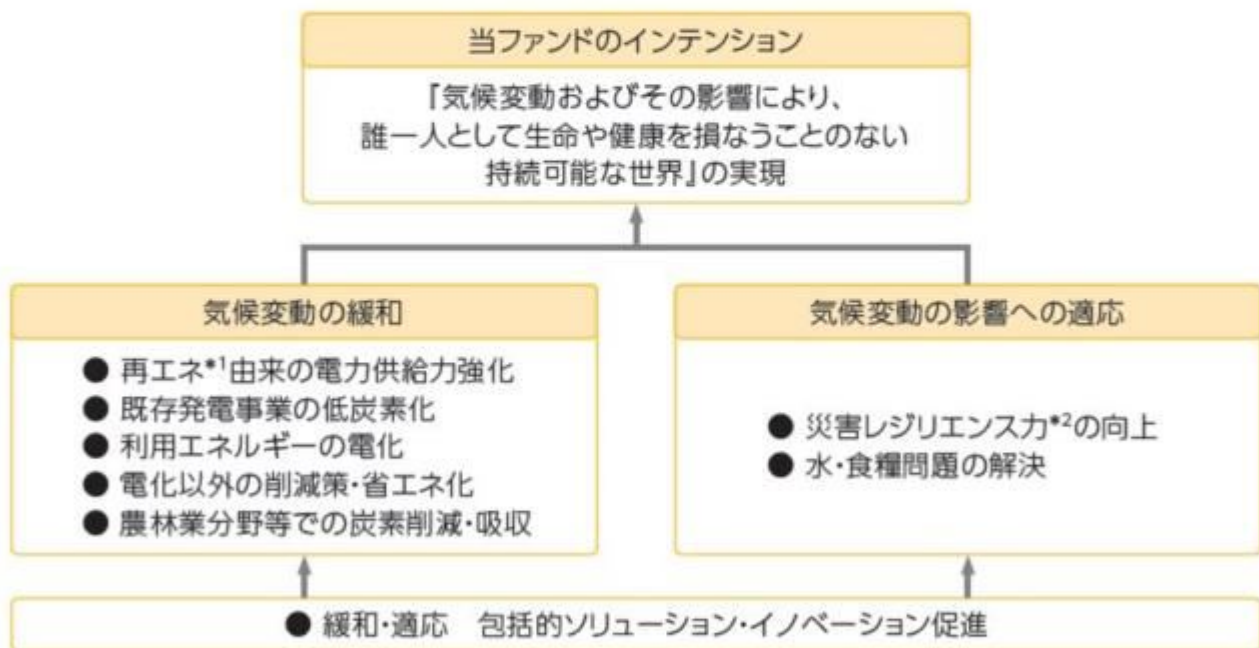 当ファンドのインテンション
『気候変動およびその影響により、
誰一人として生命や健康を損なうことのない
持続可能な世界』の実現
気候変動の緩和
● 再エネ*1由来の電力供給力強化
● 既存発電事業の低炭素化
● 利用エネルギーの電化
● 電化以外の削減策・省エネ化
● 農林業分野等での炭素削減・吸収
気候変動の影響への適応
● 災害レジリエンス力*2の向上
● 水・食糧問題の解決
● 緩和・適応　包括的ソリューション・イノベーション促進